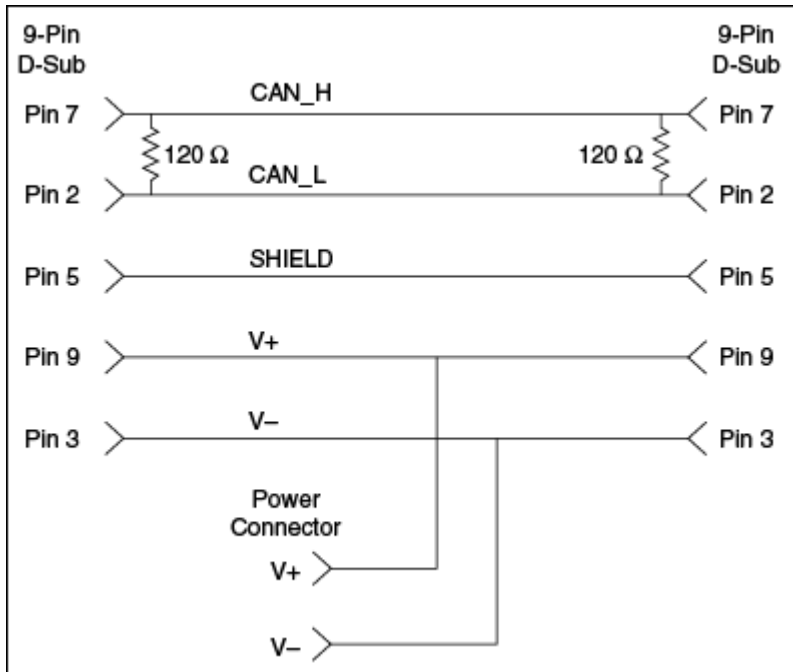 9-Pin D-Sub
9-Pin D-Sub
Pin 7
CAN_H
Pin 7
120 Ω
120 Ω
Pin 2
CAN_L
Pin 2
Pin 5
SHIELD
Pin 5
Pin 9
V+
Pin 9
Pin 3
V–
Pin 3
Power
Connector
V+
V–